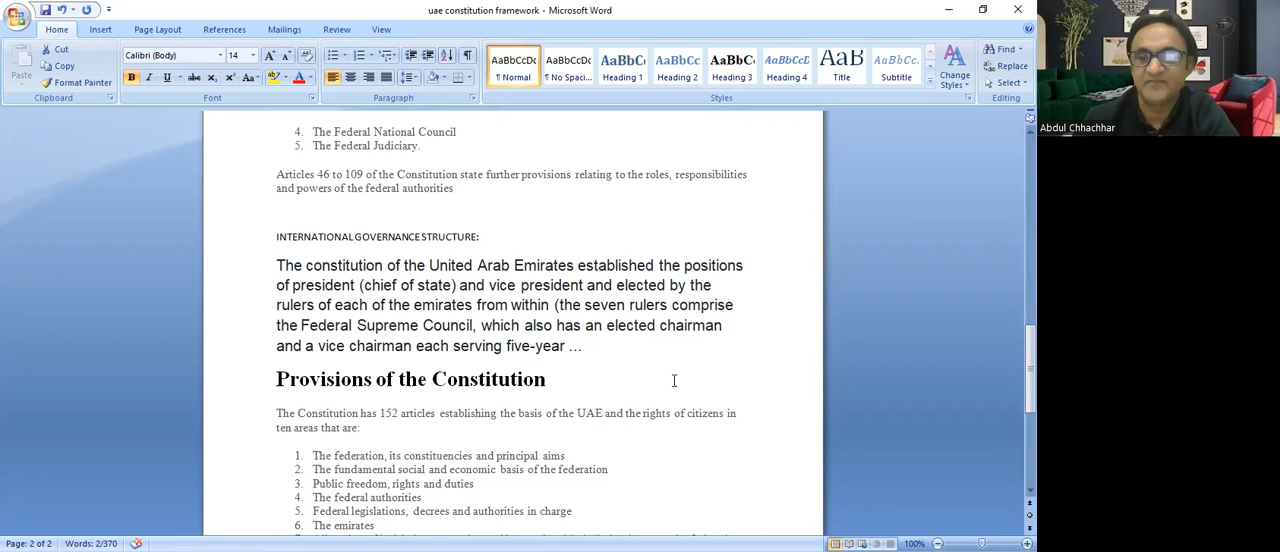 uae constitution framework - Microsoft Word
Home Insert Page Layout References Mailings Review View
Paste
Cut
Copy
Format Painter
Clipboard
Calibri (Body) 14
Font
Paragraph
AaBbCcDc AaBbCcDc AaBbC AaBbCc AaBbCc AaBbCcD AaB AaBbCc.
¶ Normal ¶ No Spaci... Heading 1 Heading 2 Heading 3 Heading 4 Title Subtitle
Change Styles
Styles
Find
Replace
Select
Editing
Abdul Chhachhar
4. The Federal National Council
5. The Federal Judiciary.
Articles 46 to 109 of the Constitution state further provisions relating to the roles, responsibilities
and powers of the federal authorities
INTERNATIONAL GOVERNANCE STRUCTURE:
The constitution of the United Arab Emirates established the positions
of president (chief of state) and vice president and elected by the
rulers of each of the emirates from within (the seven rulers comprise
the Federal Supreme Council, which also has an elected chairman
and a vice chairman each serving five-year ...
Provisions of the Constitution
The Constitution has 152 articles establishing the basis of the UAE and the rights of citizens in
ten areas that are:
1. The federation, its constituencies and principal aims
2. The fundamental social and economic basis of the federation
3. Public freedom, rights and duties
4. The federal authorities
5. Federal legislations, decrees and authorities in charge
6. The emirates
Page: 2 of 2 Words: 2/370
100%